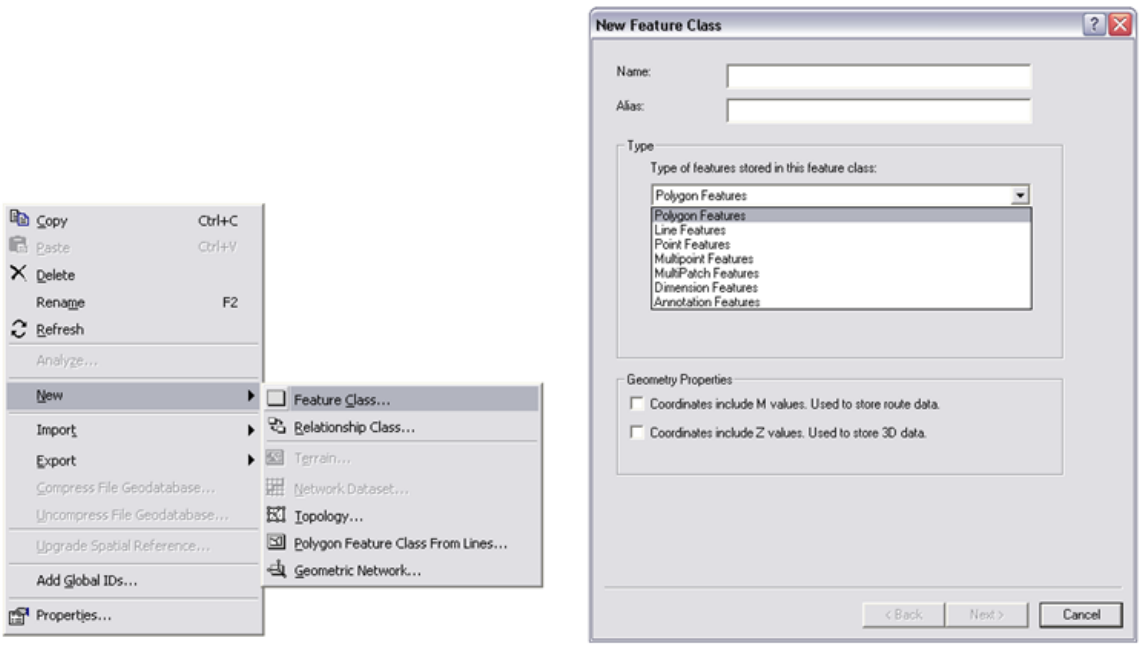 Copy Ctrl+C
Paste Ctrl+V
Delete
Rename F2
Refresh
Analyze...
New
Import
Export
Compress File Geodatabase...
Uncompress File Geodatabase...
Upgrade Spatial Reference...
Add Global IDs...
Properties...
Feature Class...
Relationship Class...
Terrain...
Network Dataset...
Topology...
Polygon Feature Class From Lines...
Geometric Network...
New Feature Class
Name:
Alias:
Type
Type of features stored in this feature class:
Polygon Features
Polygon Features
Line Features
Point Features
Multipoint Features
MultiPatch Features
Dimension Features
Annotation Features
Geometry Properties
Coordinates include M values. Used to store route data.
Coordinates include Z values. Used to store 3D data.
< Back Next > Cancel